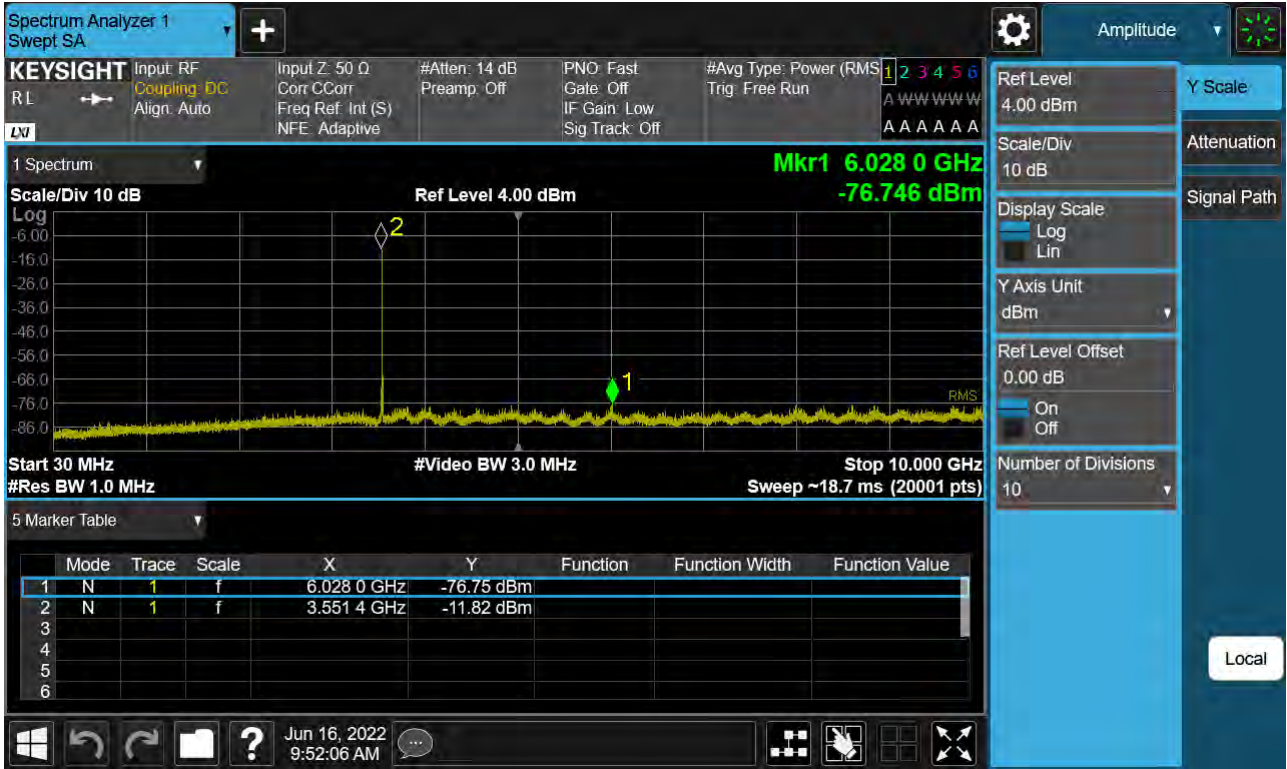 Spectrum Analyzer 1
Swept SA
Amplitude
KEYSIGHT
R L
LXI
Input: RF
Coupling: DC
Align: Auto
Input Z: 50 Ω
Corr CCorr
Freq Ref: Int (S)
NFE: Adaptive
#Atten: 14 dB
Preamp: Off
PNO: Fast
Gate: Off
IF Gain: Low
Sig Track: Off
#Avg Type: Power (RMS
Trig: Free Run
1 2 3 4 5 6
A W W W W W
A A A A A A
1 Spectrum
Mkr1 6.028 0 GHz
Scale/Div 10 dB
Ref Level 4.00 dBm
-76.746 dBm
Log
-6.00
-16.0
-26.0
-36.0
-46.0
-56.0
-66.0
-76.0
-86.0
2
1
RMS
Start 30 MHz
#Video BW 3.0 MHz
Stop 10.000 GHz
#Res BW 1.0 MHz
Sweep ~18.7 ms (20001 pts)
5 Marker Table
Mode Trace Scale X Y Function Function Width Function Value
1 N 1 f 6.028 0 GHz -76.75 dBm
2 N 1 f 3.551 4 GHz -11.82 dBm
3
4
5
6
Ref Level
4.00 dBm
Scale/Div
10 dB
Display Scale
Log
Lin
Y Axis Unit
dBm
Ref Level Offset
0.00 dB
On
Off
Number of Divisions
10
Y Scale
Attenuation
Signal Path
Local
?
Jun 16, 2022
9:52:06 AM